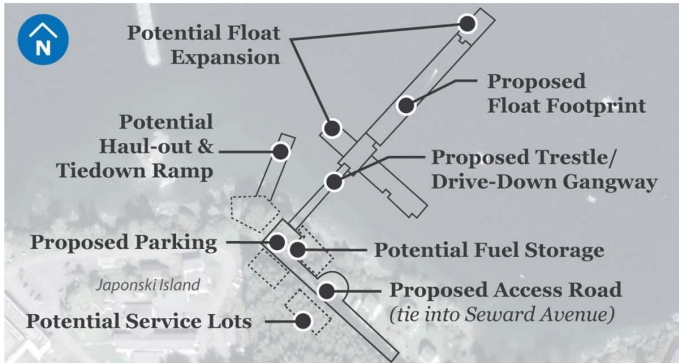 N
Potential Float
Expansion
Proposed
Float Footprint
Potential
Haul-out &
Tiedown Ramp
Proposed Trestle/
Drive-Down Gangway
Proposed Parking
Potential Fuel Storage
Japonski Island
Proposed Access Road
(tie into Seward Avenue)
Potential Service Lots